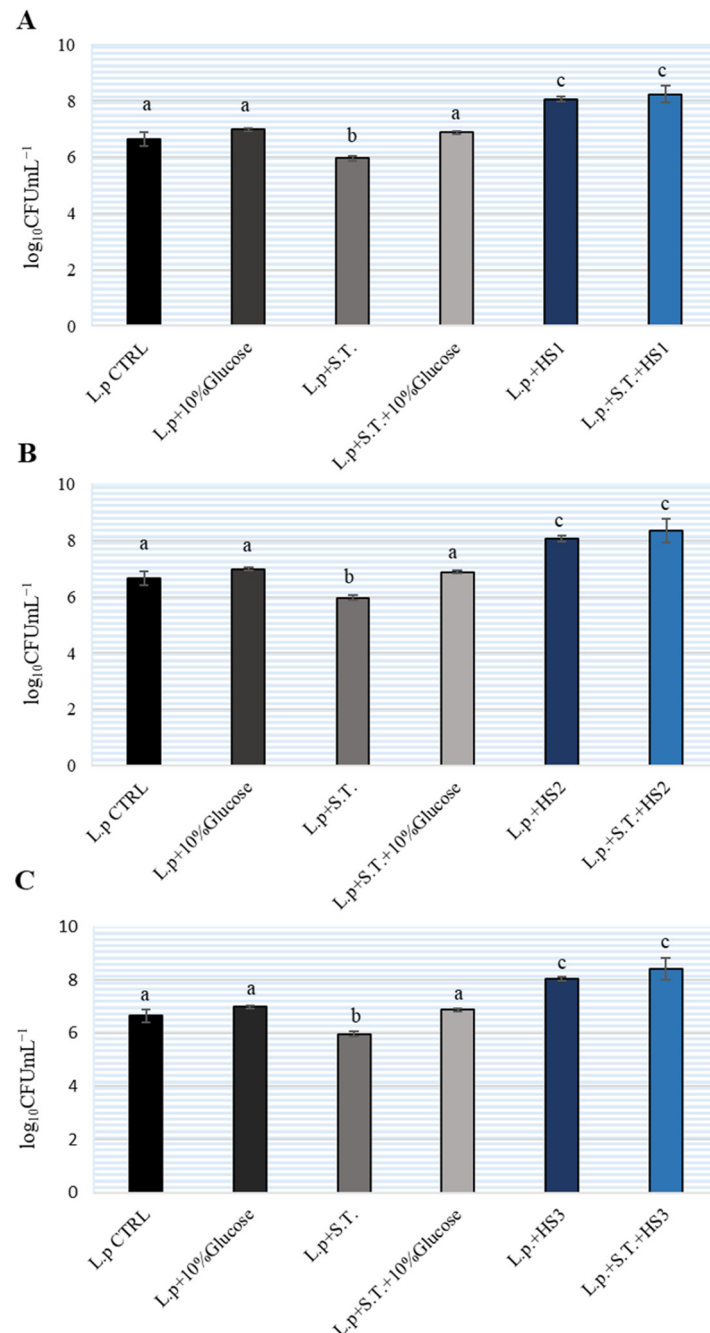 A
10
8
6
4
2
0
log₁₀CFUmL⁻¹
a
a
b
a
c
c
L.p CTRL
L.p+10%Glucose
L.p+S.T.
L.p+S.T.+10%Glucose
L.p.+HS1
L.p.+S.T.+HS1
B
10
8
6
4
2
0
log₁₀CFUmL⁻¹
a
a
b
a
c
c
L.p CTRL
L.p+10%Glucose
L.p+S.T.
L.p+S.T.+10%Glucose
L.p.+HS2
L.p.+S.T.+HS2
C
10
8
6
4
2
0
log₁₀CFUmL⁻¹
a
a
b
a
c
c
L.p CTRL
L.p+10%Glucose
L.p+S.T.
L.p+S.T.+10%Glucose
L.p.+HS3
L.p.+S.T.+HS3